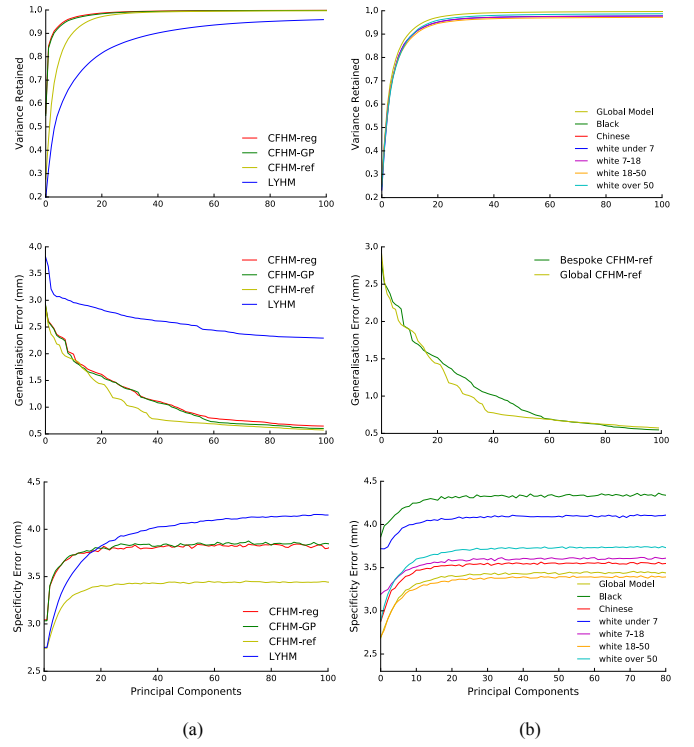 Variance Retained
1.0
0.9
0.8
0.7
0.6
0.5
0.4
0.3
0.2
0 20 40 60 80 100
CFHM-reg
CFHM-GP
CFHM-ref
LYHM
Variance Retained
1.0
0.9
0.8
0.7
0.6
0.5
0.4
0.3
0.2
0 20 40 60 80 100
GLobal Model
Black
Chinese
white under 7
white 7-18
white 18-50
white over 50
Generalisation Error (mm)
4.0
3.5
3.0
2.5
2.0
1.5
1.0
0.5
0 20 40 60 80 100
CFHM-reg
CFHM-GP
CFHM-ref
LYHM
Generalisation Error (mm)
3.0
2.5
2.0
1.5
1.0
0.5
0 20 40 60 80 100
Bespoke CFHM-ref
Global CFHM-ref
Specificity Error (mm)
4.5
4.0
3.5
3.0
2.5
0 20 40 60 80 100
Principal Components
CFHM-reg
CFHM-GP
CFHM-ref
LYHM
Specificity Error (mm)
4.5
4.0
3.5
3.0
2.5
0 10 20 30 40 50 60 70 80
Principal Components
Global Model
Black
Chinese
white under 7
white 7-18
white 18-50
white over 50
(a)
(b)